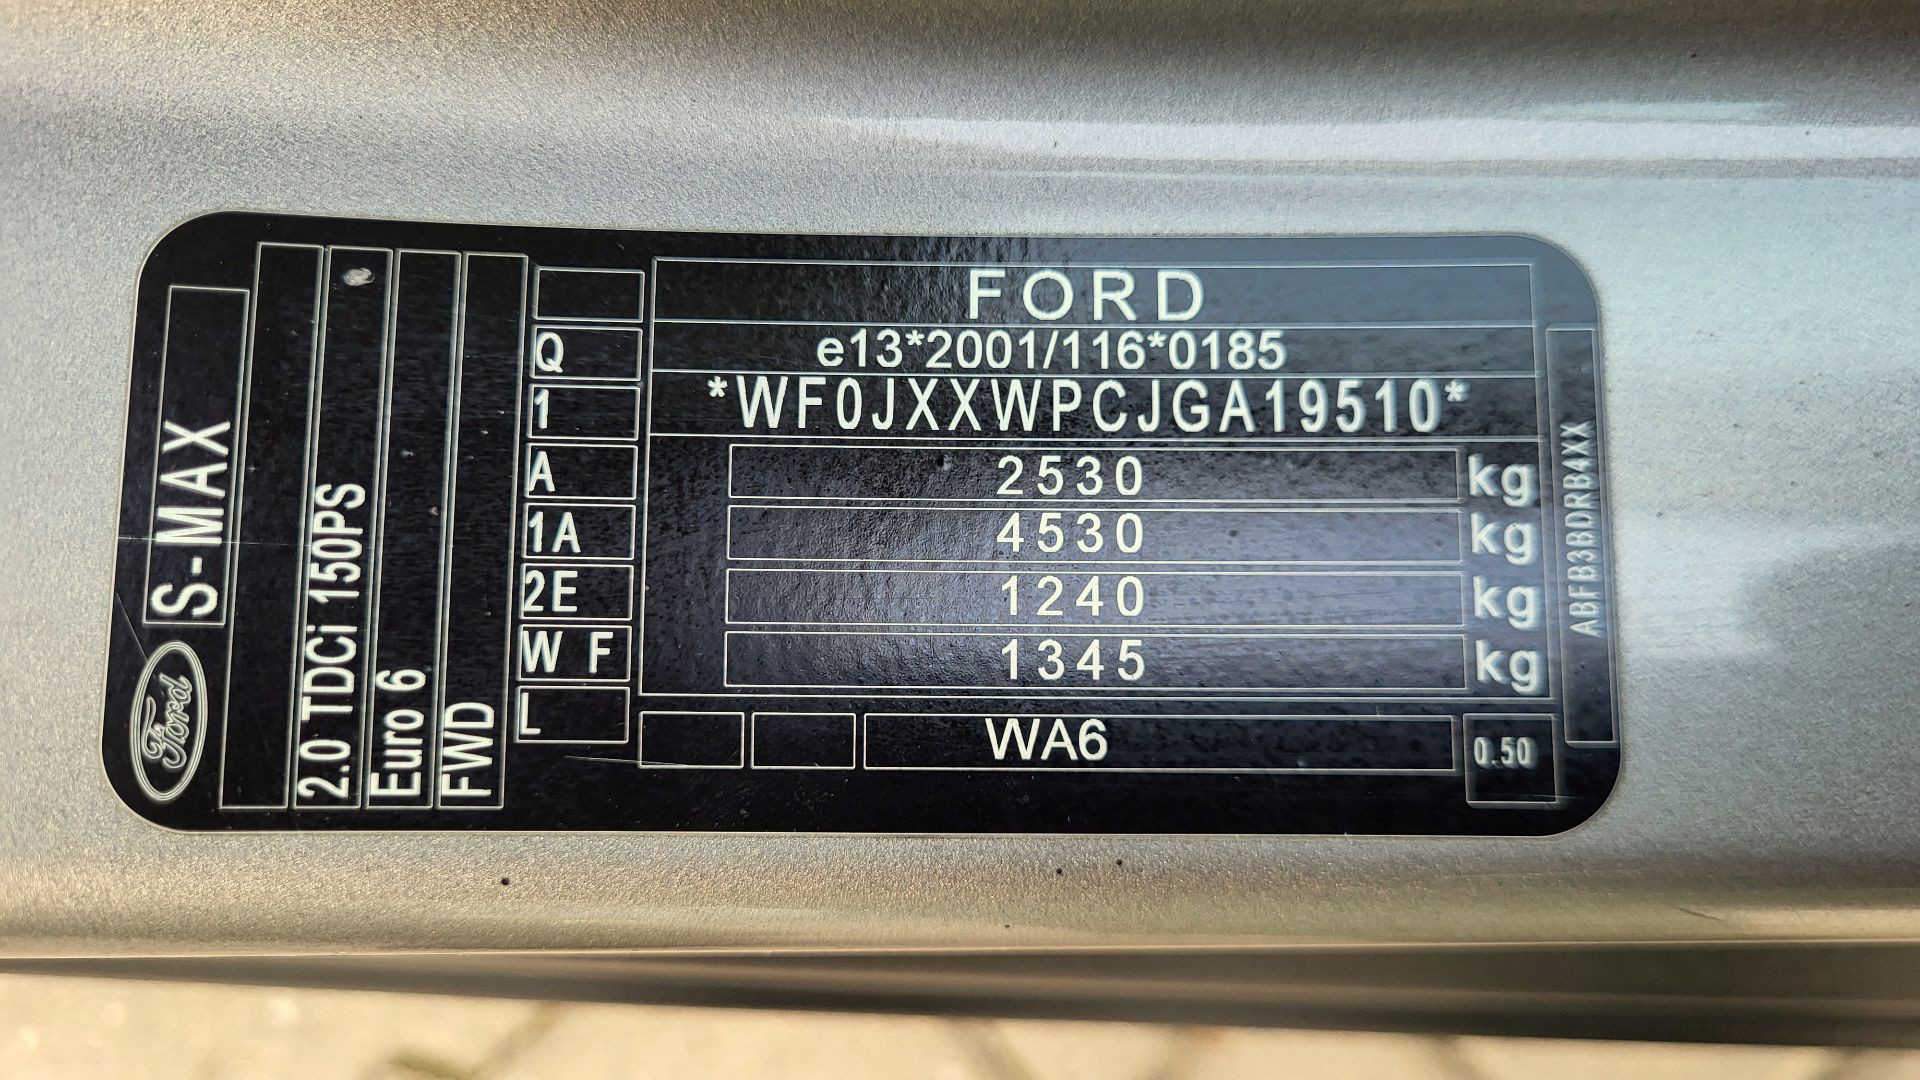 FORD
e13*2001/116*0185
*WF0JXXWPCJGA19510*
2530 kg
4530 kg
1240 kg
1345 kg
WA6
0.50
Q
1
A
1A
2E
W F
L
Ford
S-MAX
2.0 TDCi 150PS
Euro 6
FWD
ABFB3BDRB4XX